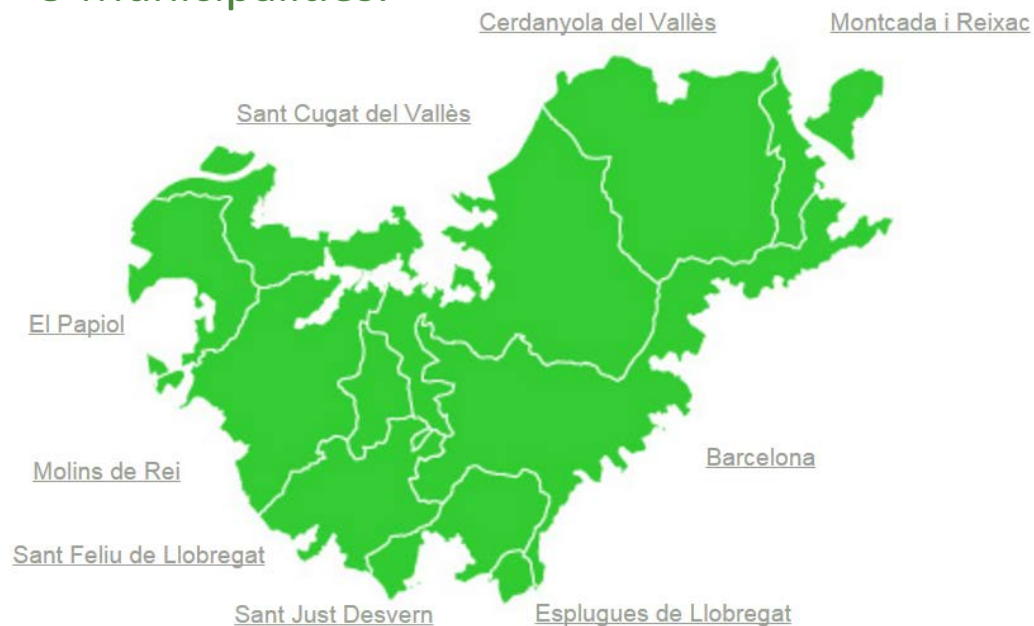 Cerdanyola del Vallès
Montcada i Reixac
Sant Cugat del Vallès
El Papiol
Barcelona
Molins de Rei
Sant Feliu de Llobregat
Sant Just Desvern
Esplugues de Llobregat